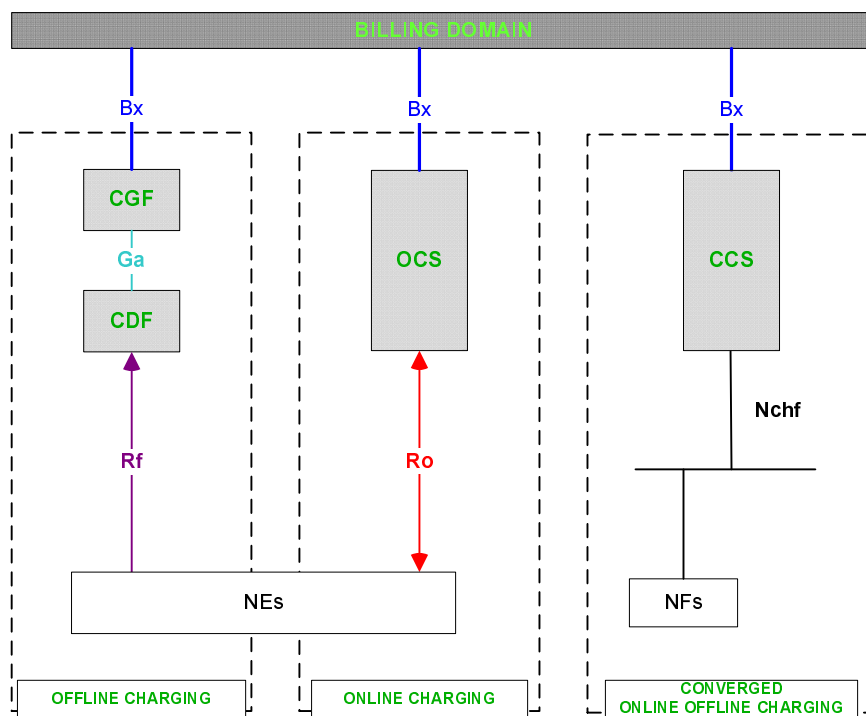 BILLING DOMAIN
Bx
Bx
Bx
CGF
Ga
CDF
OCS
CCS
Nchf
Rf
Ro
NEs
NFs
OFFLINE CHARGING
ONLINE CHARGING
CONVERGED
ONLINE OFFLINE CHARGING